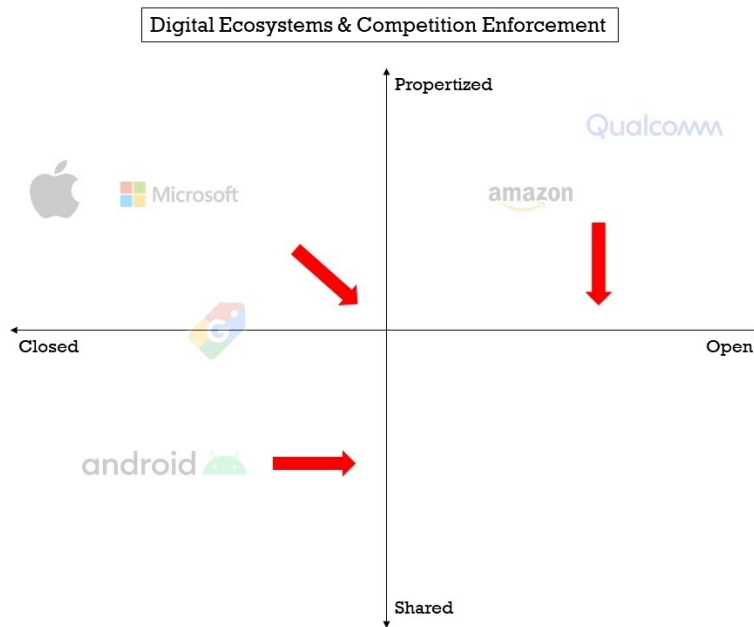 Digital Ecosystems & Competition Enforcement
Propertized
Qualcomm
Microsoft
amazon
G
Closed
Open
android
Shared